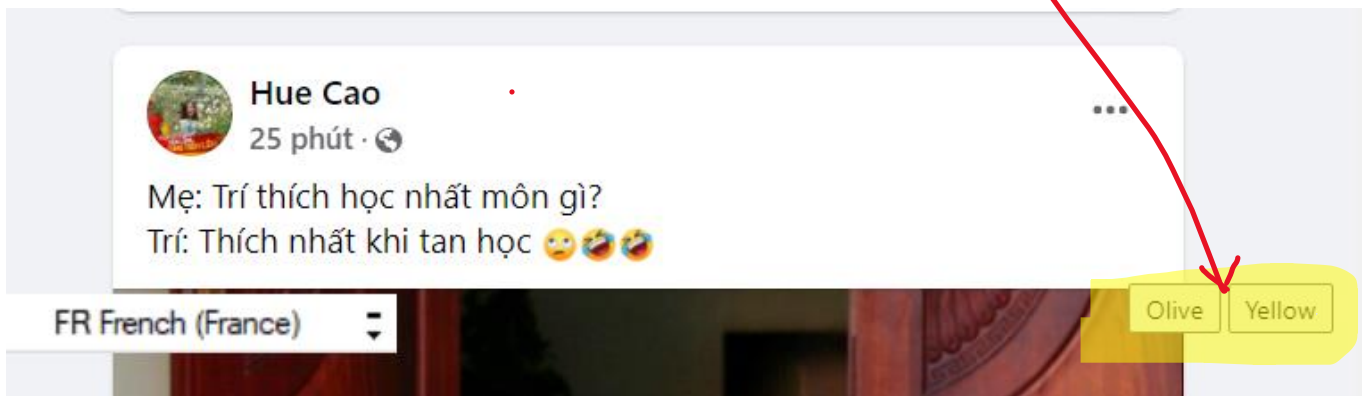 Hue Cao
25 phút ·
Mẹ: Trí thích học nhất môn gì?
Trí: Thích nhất khi tan học 🙄🤣🤣
FR French (France)
Olive
Yellow